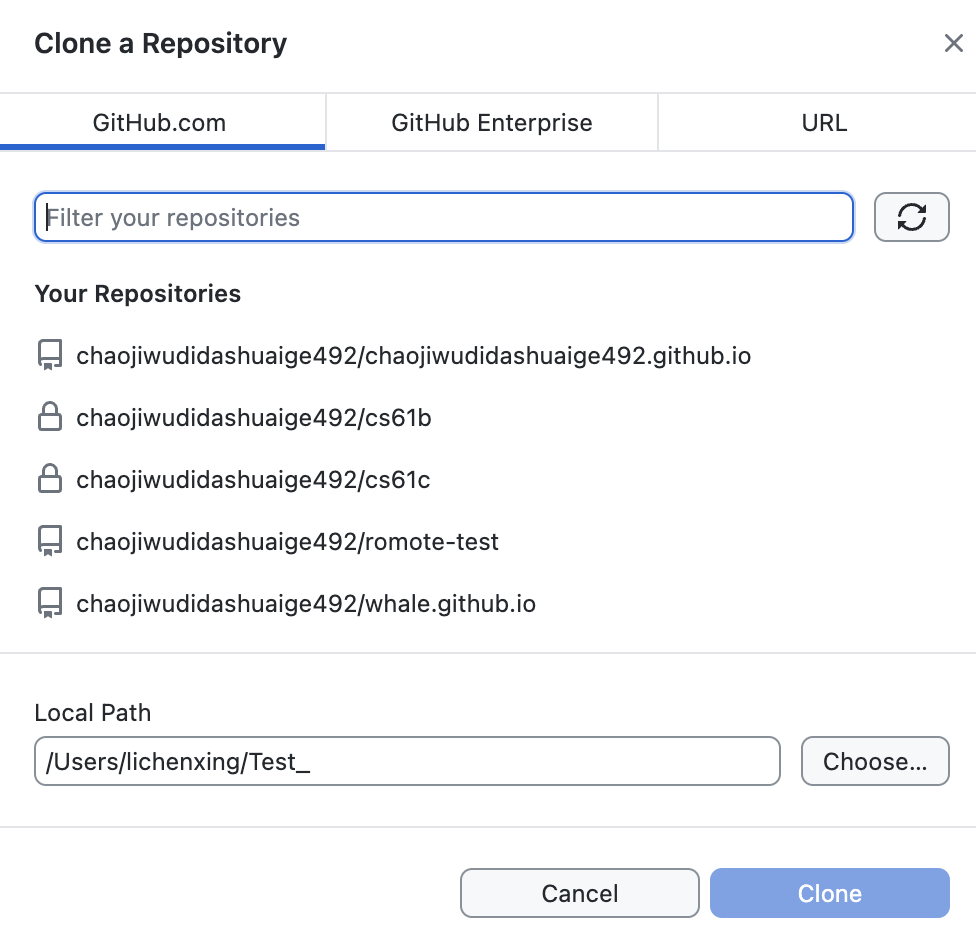 Clone a Repository
GitHub.com GitHub Enterprise URL
Filter your repositories
Your Repositories
chaojiwudidashuaige492/chaojiwudidashuaige492.github.io
chaojiwudidashuaige492/cs61b
chaojiwudidashuaige492/cs61c
chaojiwudidashuaige492/romote-test
chaojiwudidashuaige492/whale.github.io
Local Path
/Users/lichenxing/Test_ Choose...
Cancel Clone